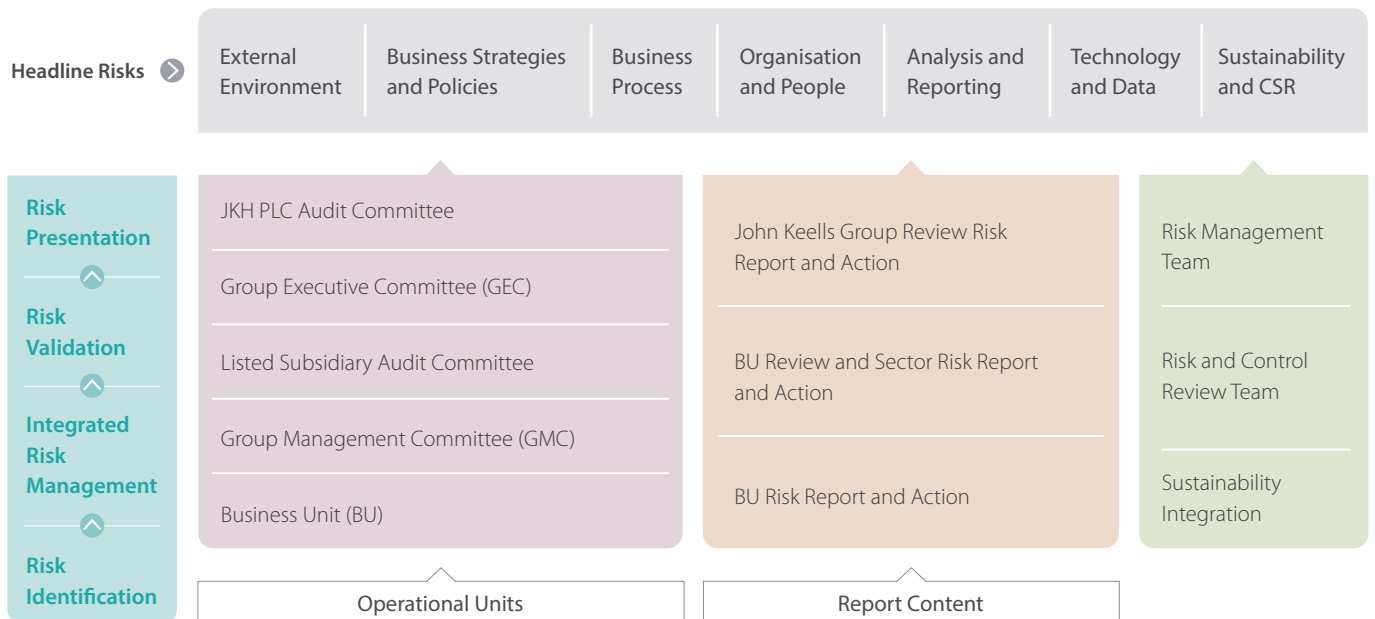 Headline Risks
External
Environment
Business Strategies
and Policies
Business
Process
Organisation
and People
Analysis and
Reporting
Technology
and Data
Sustainability
and CSR
Risk
Presentation
Risk
Validation
Integrated
Risk
Management
Risk
Identification
JKH PLC Audit Committee
Group Executive Committee (GEC)
Listed Subsidiary Audit Committee
Group Management Committee (GMC)
Business Unit (BU)
Operational Units
John Keells Group Review Risk
Report and Action
BU Review and Sector Risk Report
and Action
BU Risk Report and Action
Report Content
Risk Management
Team
Risk and Control
Review Team
Sustainability
Integration